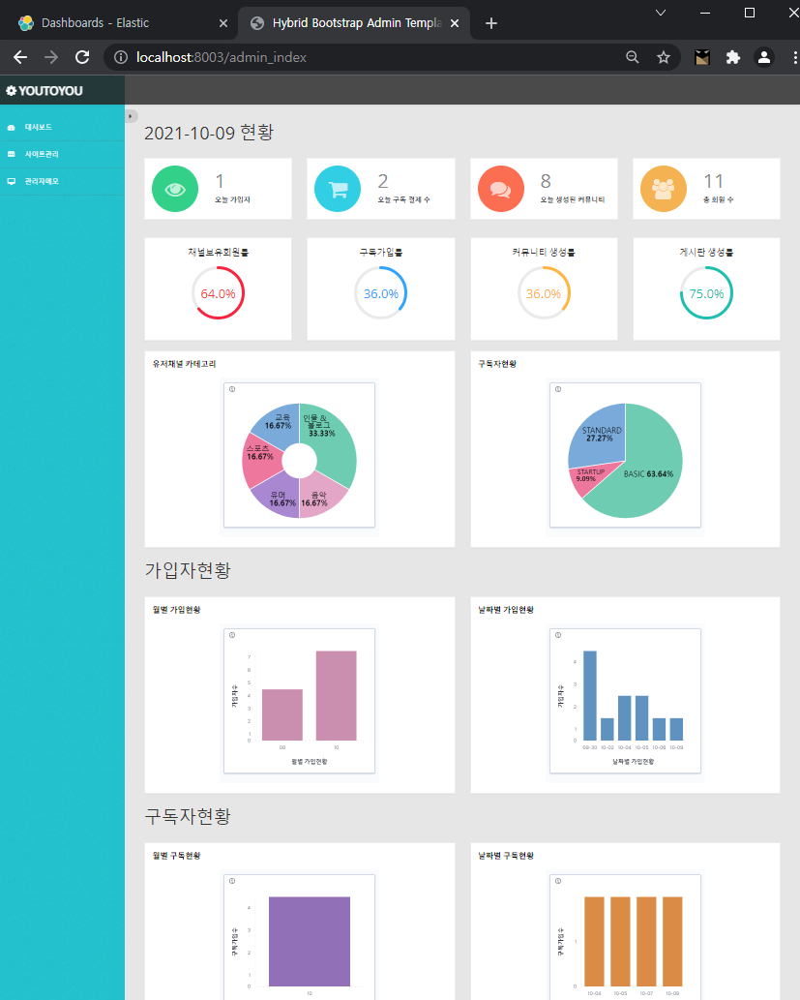 Dashboards - Elastic
Hybrid Bootstrap Admin Templa
localhost:8003/admin_index
YOUTOYOU
대시보드
사이트관리
관리자메모
2021-10-09 현황
1
오늘 가입자
2
오늘 구독 결제 수
8
오늘 생성된 커뮤니티
11
총 회원 수
채널보유회원률
64.0%
구독가입률
36.0%
커뮤니티 생성률
36.0%
게시판 생성률
75.0%
유저채널 카테고리
교육
16.67%
인물 &
블로그
33.33%
스포츠
16.67%
유머
16.67%
음악
16.67%
구독자현황
STANDARD
27.27%
STARTUP
9.09%
BASIC 63.64%
가입자현황
월별 가입현황
7
6
5
4
3
2
1
0
가입자수
09
10
월별 가입현황
날짜별 가입현황
4
3
2
1
0
가입자수
09-30 10-02 10-04 10-05 10-08 10-09
날짜별 가입현황
구독자현황
월별 구독현황
4
3
2
1
0
구독가입수
10
날짜별 구독현황
1
0
구독가입수
10-04 10-05 10-07 10-09